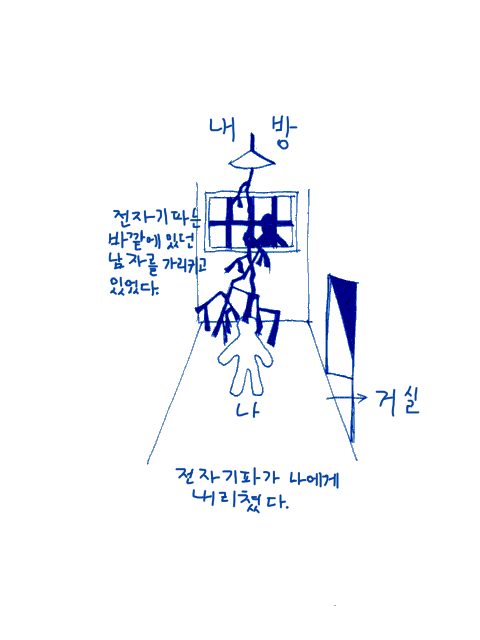 내 방
전자기파는
바깥에 있던
남자를 가리키고
있었다.
나
거실
전자기파가 나에게
내리쳤다.